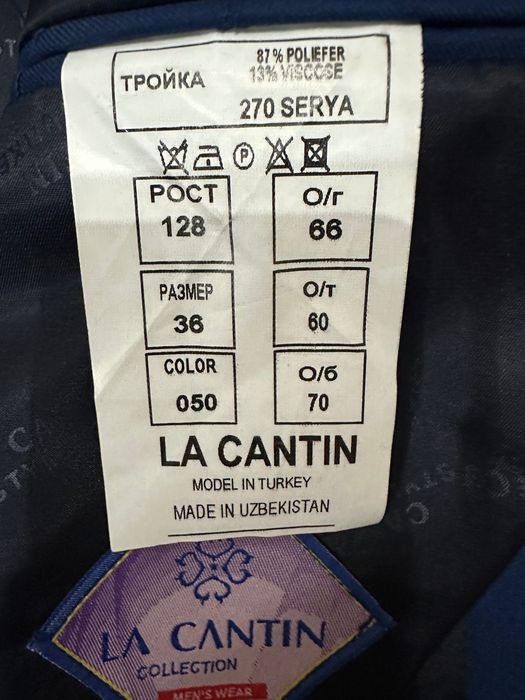 87% POLIEFER
ТРОЙКА
13% VISCOSE
270 SERYA
P
РОСТ
128
О/г
66
РАЗМЕР
36
О/т
60
COLOR
050
О/б
70
LA CANTIN
MODEL IN TURKEY
MADE IN UZBEKISTAN
LA CANTIN
COLLECTION
MEN'S WEAR